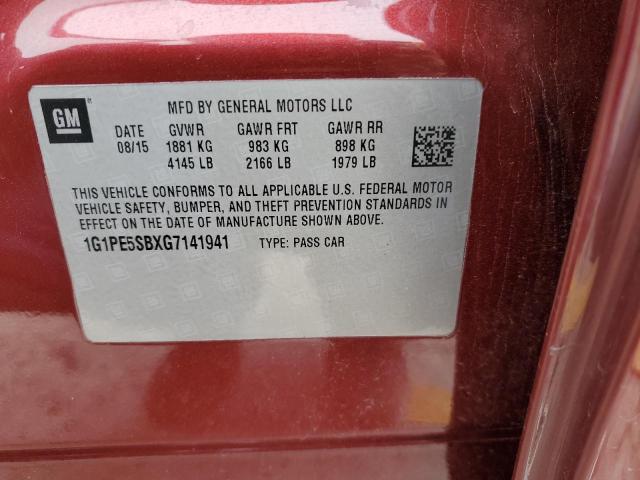 GM
MFD BY GENERAL MOTORS LLC
DATE GVWR GAWR FRT GAWR RR
08/15 1881 KG 983 KG 898 KG
4145 LB 2166 LB 1979 LB
THIS VEHICLE CONFORMS TO ALL APPLICABLE U.S. FEDERAL MOTOR
VEHICLE SAFETY, BUMPER, AND THEFT PREVENTION STANDARDS IN
EFFECT ON THE DATE OF MANUFACTURE SHOWN ABOVE.
1G1PE5SBXG7141941 TYPE: PASS CAR